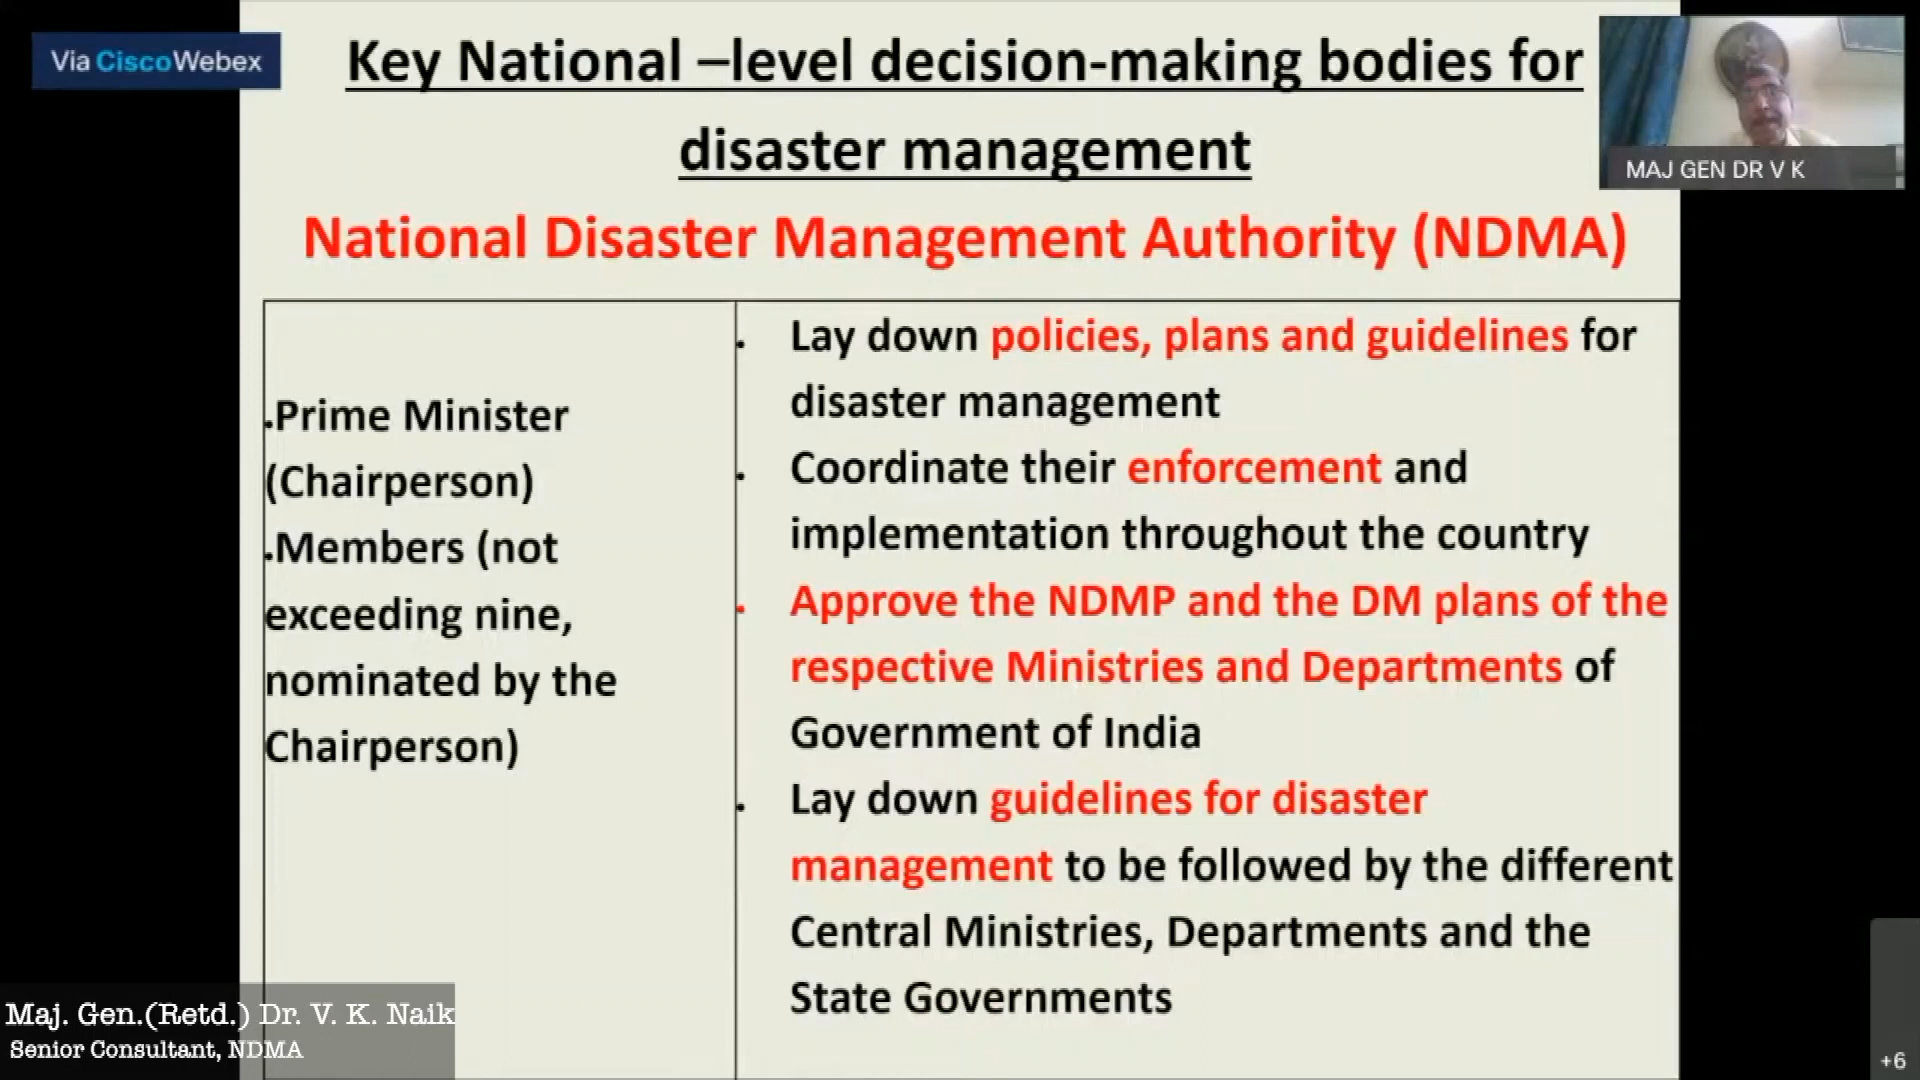 Via CiscoWebex
Key National –level decision-making bodies for
disaster management
MAJ GEN DR V K
National Disaster Management Authority (NDMA)
•Prime Minister
(Chairperson)
•Members (not
exceeding nine,
nominated by the
Chairperson)
• Lay down policies, plans and guidelines for
disaster management
• Coordinate their enforcement and
implementation throughout the country
• Approve the NDMP and the DM plans of the
respective Ministries and Departments of
Government of India
• Lay down guidelines for disaster
management to be followed by the different
Central Ministries, Departments and the
State Governments
Maj. Gen.(Retd.) Dr. V. K. Naik
Senior Consultant, NDMA
+6